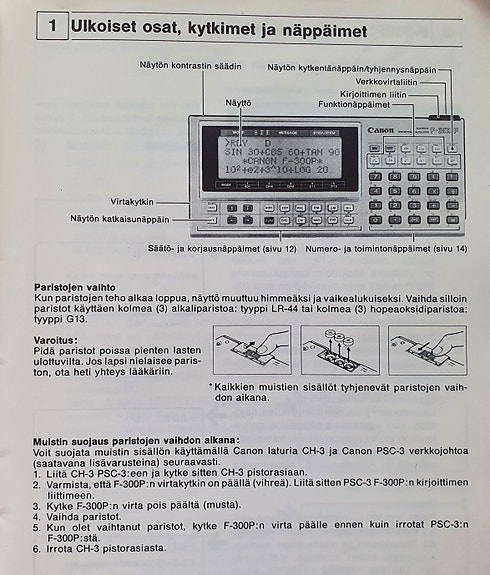 1 Ulkoiset osat, kytkimet ja näppäimet
Näytön kontrastin säädin
Näytön kytkentänäppäin/tyhjennysnäppäin
Verkkovirtaliitin
Kirjoittimen liitin
Näyttö
Funktionäppäimet
Canon F-300P
MESSAGE
RDY D
SIN 30+COS 60+TAN 90
*CANON F-300P*
Virtakytkin
Näytön katkaisunäppäin
Säätö- ja korjausnäppäimet (sivu 12)
Numero- ja toimintonäppäimet (sivu 14)
Paristojen vaihto
Kun paristojen teho alkaa loppua, näyttö muuttuu himmeäksi ja vaikealukuiseksi. Vaihda silloin
paristot käyttäen kolmea (3) alkaliparistoa: tyyppi LR-44 tai kolmea (3) hopeaoksidiparistoa:
tyyppi G13.
Varoitus:
Pidä paristot poissa pienten lasten
ulottuvilta. Jos lapsi nielaisee paris-
ton, ota heti yhteys lääkäriin.
* Kaikkien muistien sisällöt tyhjenevät paristojen vaih-
don aikana.
Muistin suojaus paristojen vaihdon aikana:
Voit suojata muistin sisällön käyttämällä Canon laturia CH-3 ja Canon PSC-3 verkkojohtoa
(saatavana lisävarusteina) seuraavasti.
1. Liitä CH-3 PSC-3:een ja kytke sitten CH-3 pistorasiaan.
2. Varmista, että F-300P:n virtakytkin on päällä (vihreä). Liitä sitten PSC-3 F-300P:n kirjoittimen
liittimeen.
3. Kytke F-300P:n virta pois päältä (musta).
4. Vaihda paristot.
5. Kun olet vaihtanut paristot, kytke F-300P:n virta päälle ennen kuin irrotat PSC-3:n
F-300P:stä.
6. Irrota CH-3 pistorasiasta.